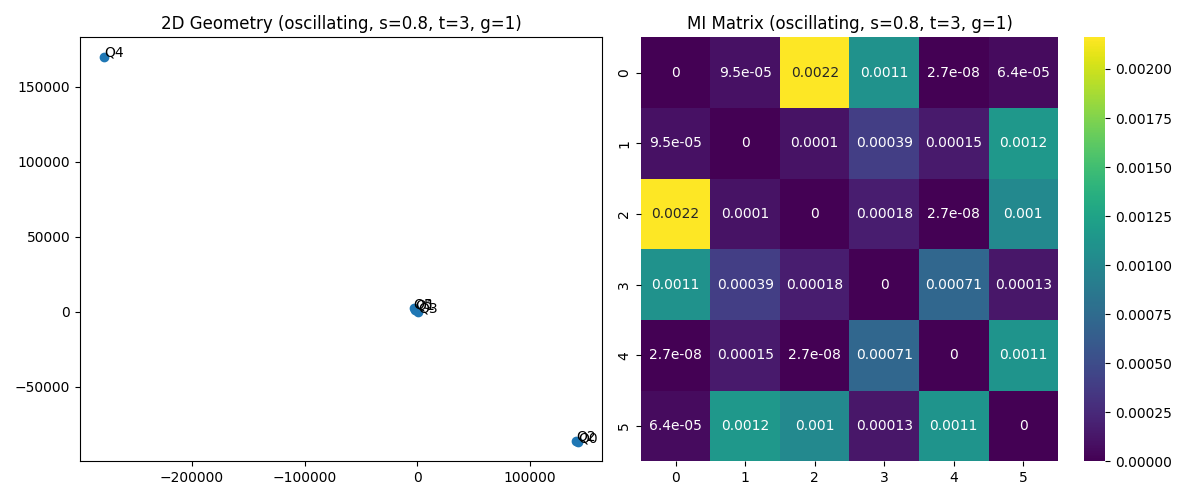 2D Geometry (oscillating, s=0.8, t=3, g=1)
Q4
Q3
Q2
150000
100000
50000
0
−50000
−200000 −100000 0 100000
MI Matrix (oscillating, s=0.8, t=3, g=1)
0 0 9.5e-05 0.0022 0.0011 2.7e-08 6.4e-05
1 9.5e-05 0 0.0001 0.00039 0.00015 0.0012
2 0.0022 0.0001 0 0.00018 2.7e-08 0.001
3 0.0011 0.00039 0.00018 0 0.00071 0.00013
4 2.7e-08 0.00015 2.7e-08 0.00071 0 0.0011
5 6.4e-05 0.0012 0.001 0.00013 0.0011 0
0 1 2 3 4 5
0.00200
0.00175
0.00150
0.00125
0.00100
0.00075
0.00050
0.00025
0.00000